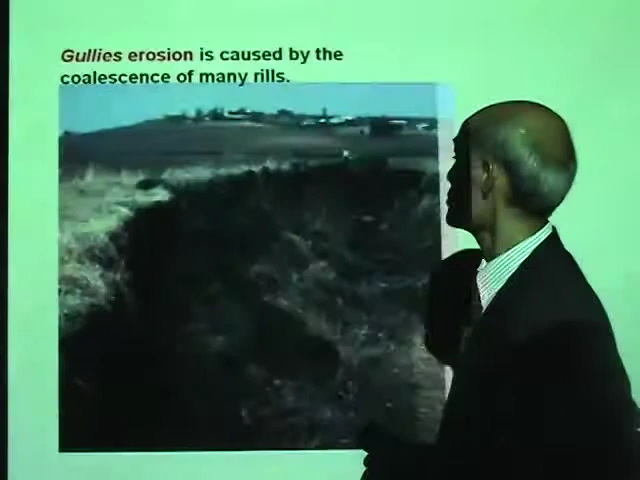 Gullies erosion is caused by the
coalescence of many rills.